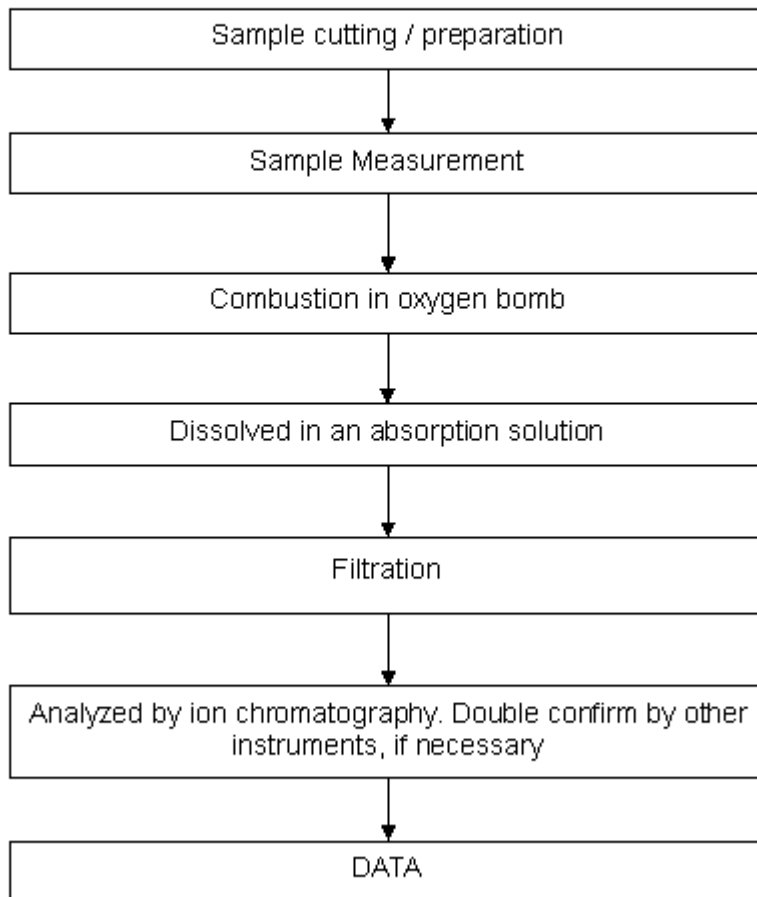 Sample cutting / preparation
Sample Measurement
Combustion in oxygen bomb
Dissolved in an absorption solution
Filtration
Analyzed by ion chromatography. Double confirm by other
instruments, if necessary
DATA